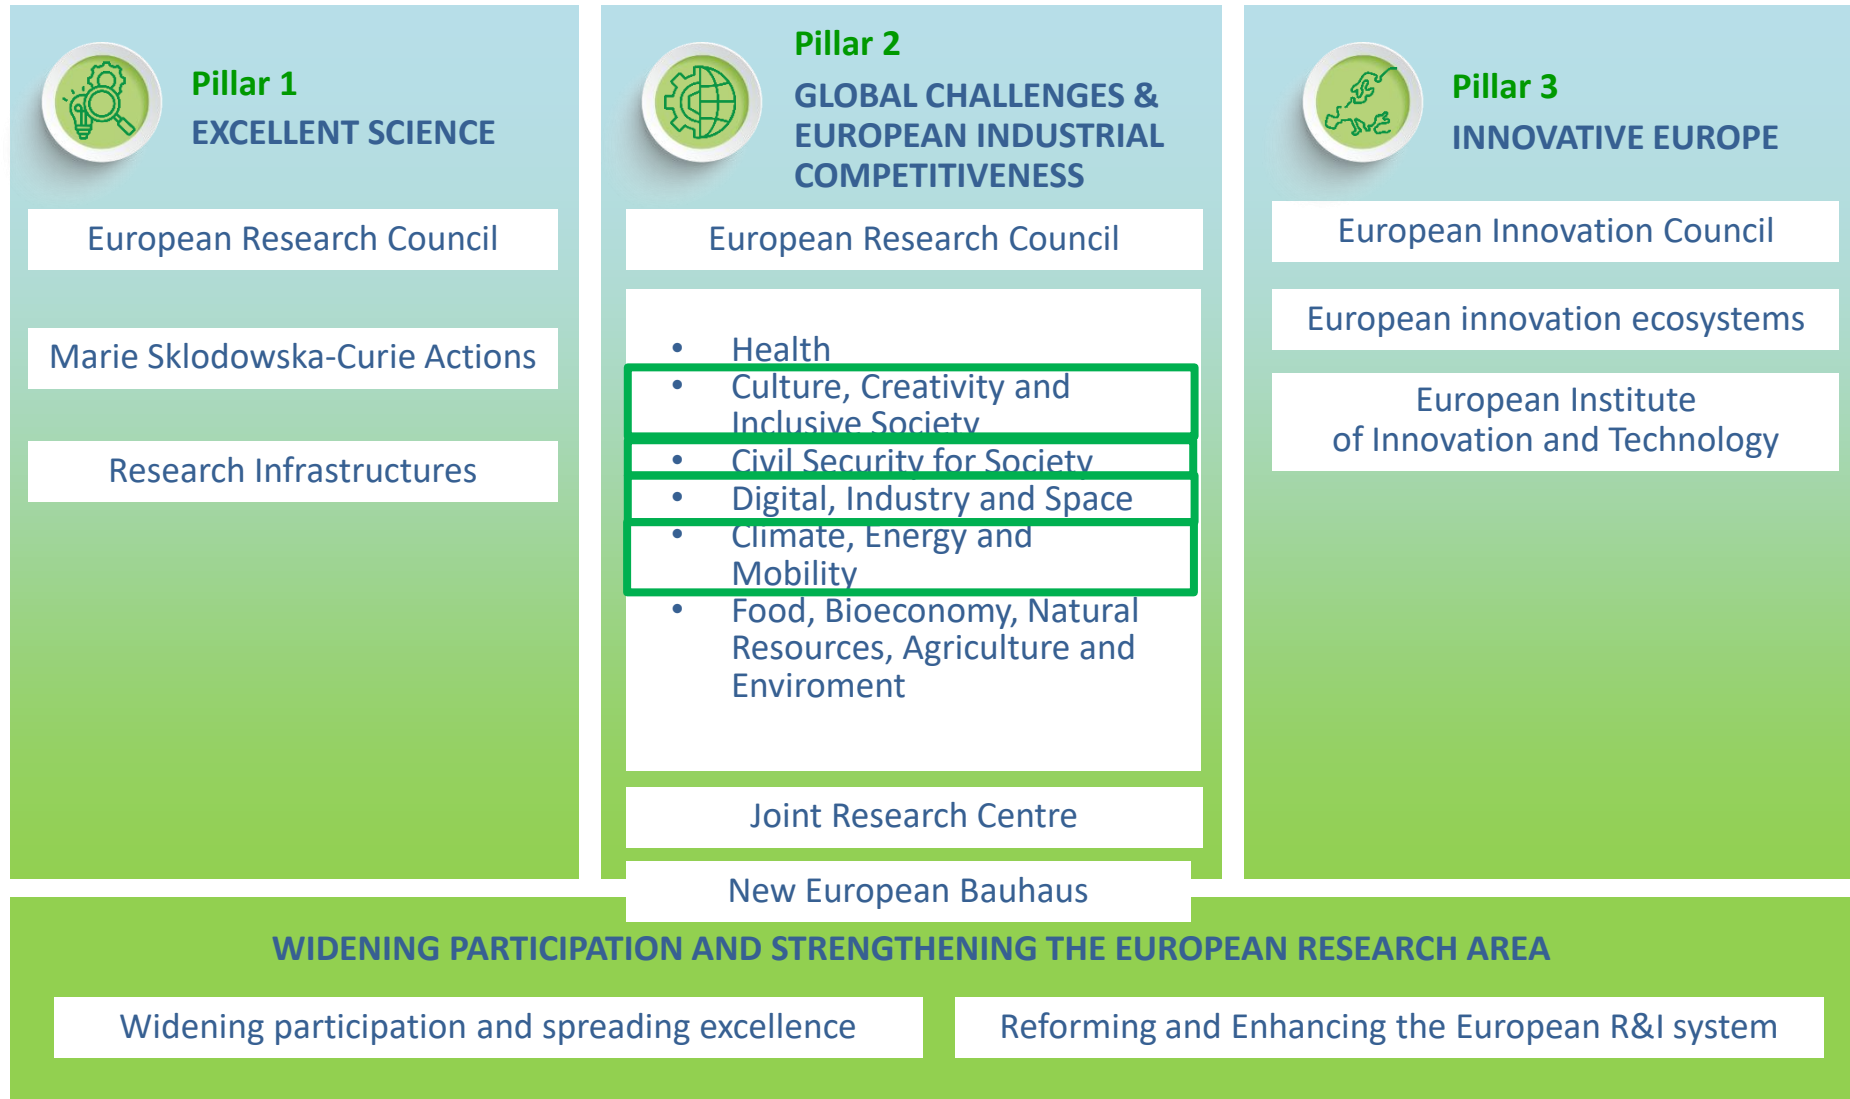 Pillar 1
EXCELLENT SCIENCE
European Research Council
Marie Sklodowska-Curie Actions
Research Infrastructures
Pillar 2
GLOBAL CHALLENGES &
EUROPEAN INDUSTRIAL
COMPETITIVENESS
European Research Council
• Health
• Culture, Creativity and
Inclusive Society
• Civil Security for Society
• Digital, Industry and Space
• Climate, Energy and
Mobility
• Food, Bioeconomy, Natural
Resources, Agriculture and
Enviroment
Joint Research Centre
New European Bauhaus
Pillar 3
INNOVATIVE EUROPE
European Innovation Council
European innovation ecosystems
European Institute
of Innovation and Technology
WIDENING PARTICIPATION AND STRENGTHENING THE EUROPEAN RESEARCH AREA
Widening participation and spreading excellence
Reforming and Enhancing the European R&I system